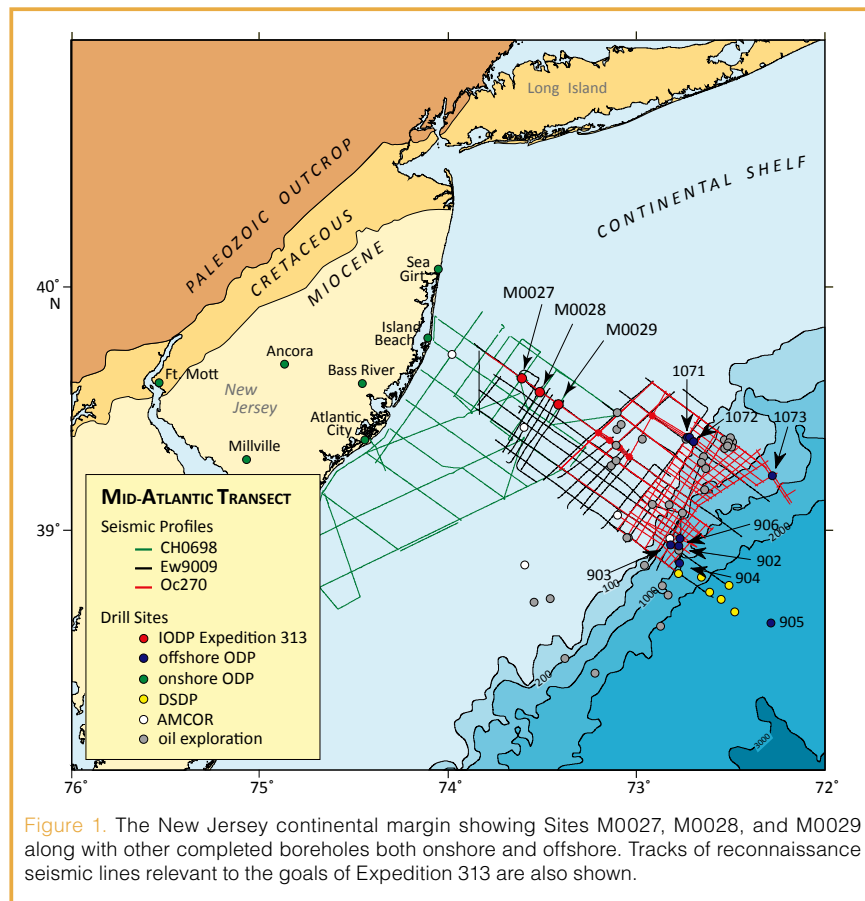 Long Island
PALEOZOIC OUTCROP
CRETACEOUS
MIOCENE
CONTINENTAL SHELF
40°
N
39°
Sea
Girt
Island
Beach
Ancora
Ft. Mott
Bass River
New
Jersey
Atlantic
City
Millville
M0027
M0028
M0029
1071
1072
1073
906
902
903
904
905
100
200
1000
2000
3000
MID-ATLANTIC TRANSECT
Seismic Profiles
CH0698
Ew9009
Oc270
Drill Sites
IODP Expedition 313
offshore ODP
onshore ODP
DSDP
AMCOR
oil exploration
76° 75° 74° 73° 72°
Figure 1. The New Jersey continental margin showing Sites M0027, M0028, and M0029
along with other completed boreholes both onshore and offshore. Tracks of reconnaissance
seismic lines relevant to the goals of Expedition 313 are also shown.